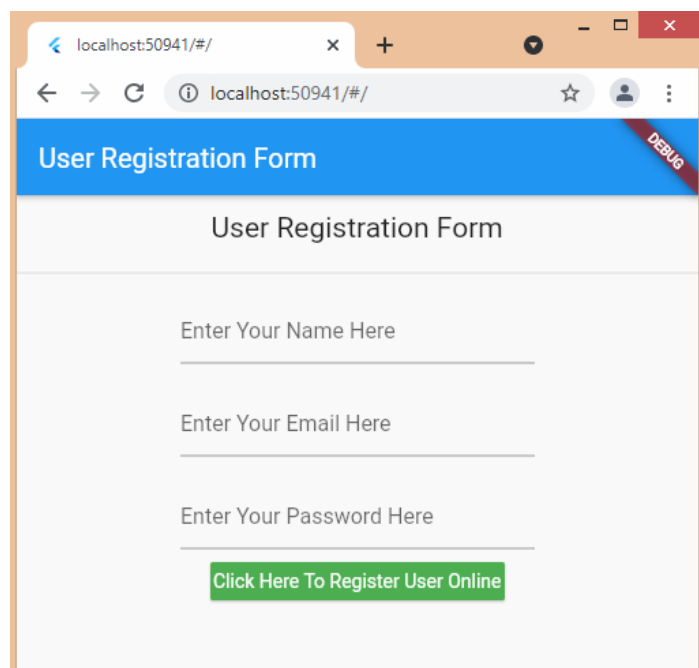 localhost:50941/#/
localhost:50941/#/
User Registration Form
DEBUG
User Registration Form
Enter Your Name Here
Enter Your Email Here
Enter Your Password Here
Click Here To Register User Online